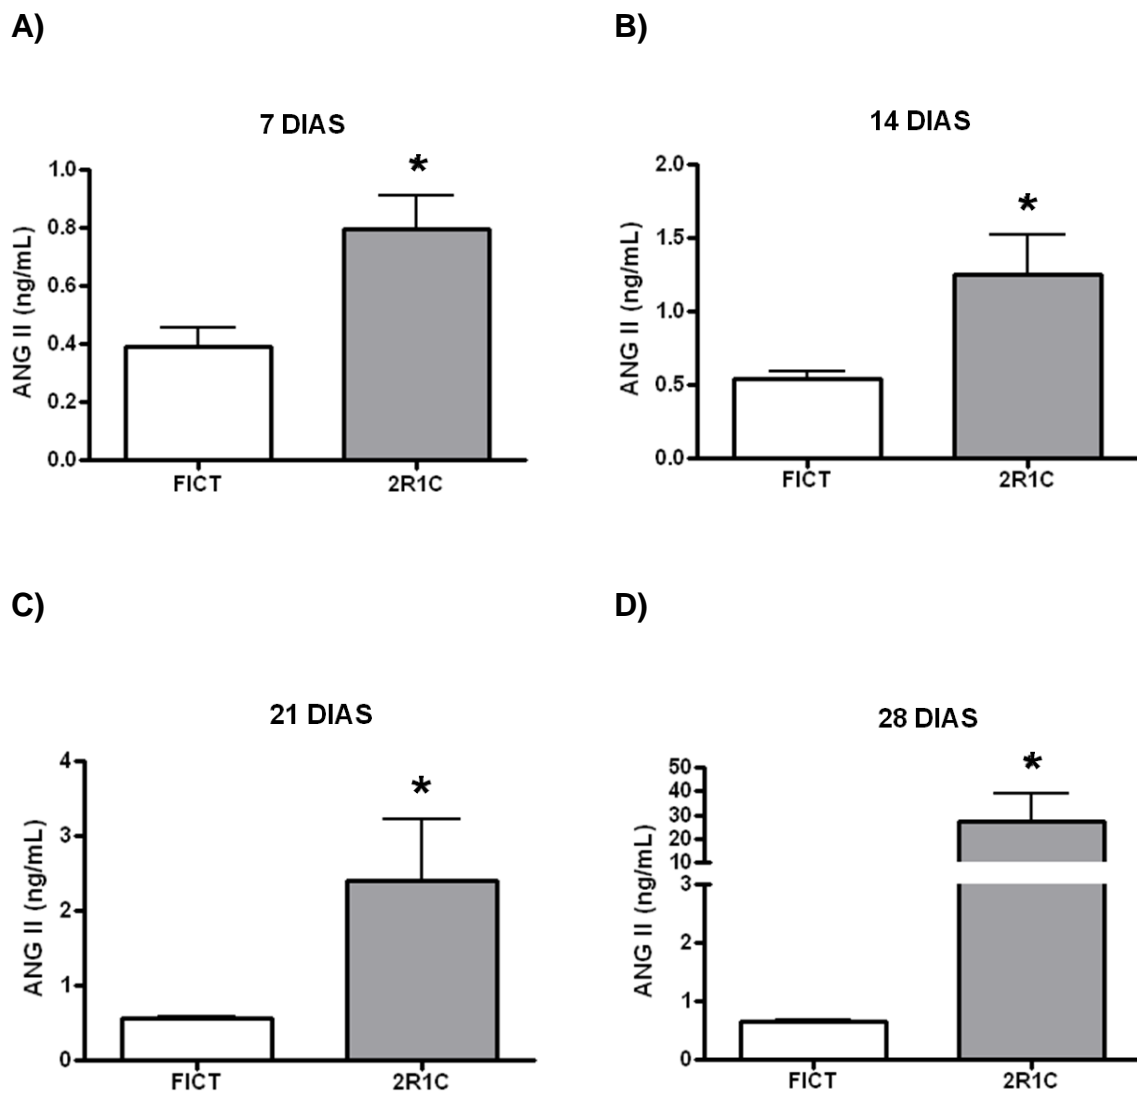 A)
7 DIAS
*
1.0
0.8
0.6
0.4
0.2
0.0
ANG II (ng/mL)
FICT 2R1C
B)
14 DIAS
*
2.0
1.5
1.0
0.5
0.0
ANG II (ng/mL)
FICT 2R1C
C)
21 DIAS
*
4
3
2
1
0
ANG II (ng/mL)
FICT 2R1C
D)
28 DIAS
*
50
40
30
20
10
3
2
1
0
ANG II (ng/mL)
FICT 2R1C